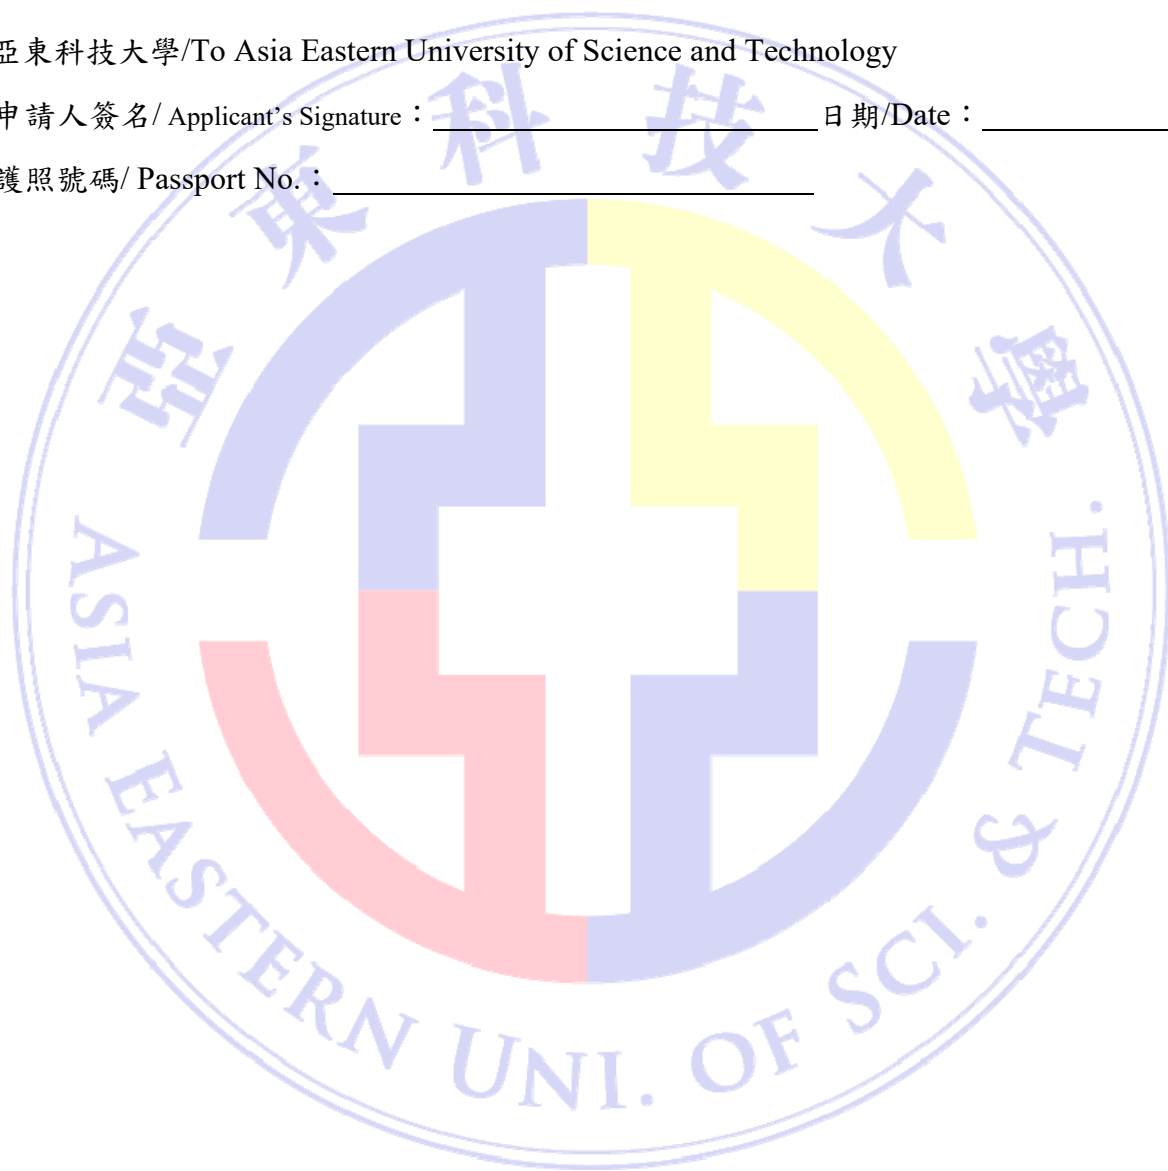 亞東科技大學/To Asia Eastern University of Science and Technology
申請人簽名/ Applicant’s Signature： 日期/Date：
護照號碼/ Passport No.：
亞東科技大學
ASIA EASTERN UNI. OF SCI. & TECH.